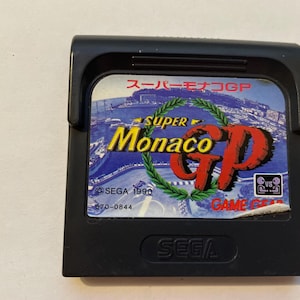 スーパーモナコGP
SUPER
Monaco
GP
©SEGA 1990
670-0844
GAME GEAR
SEGA